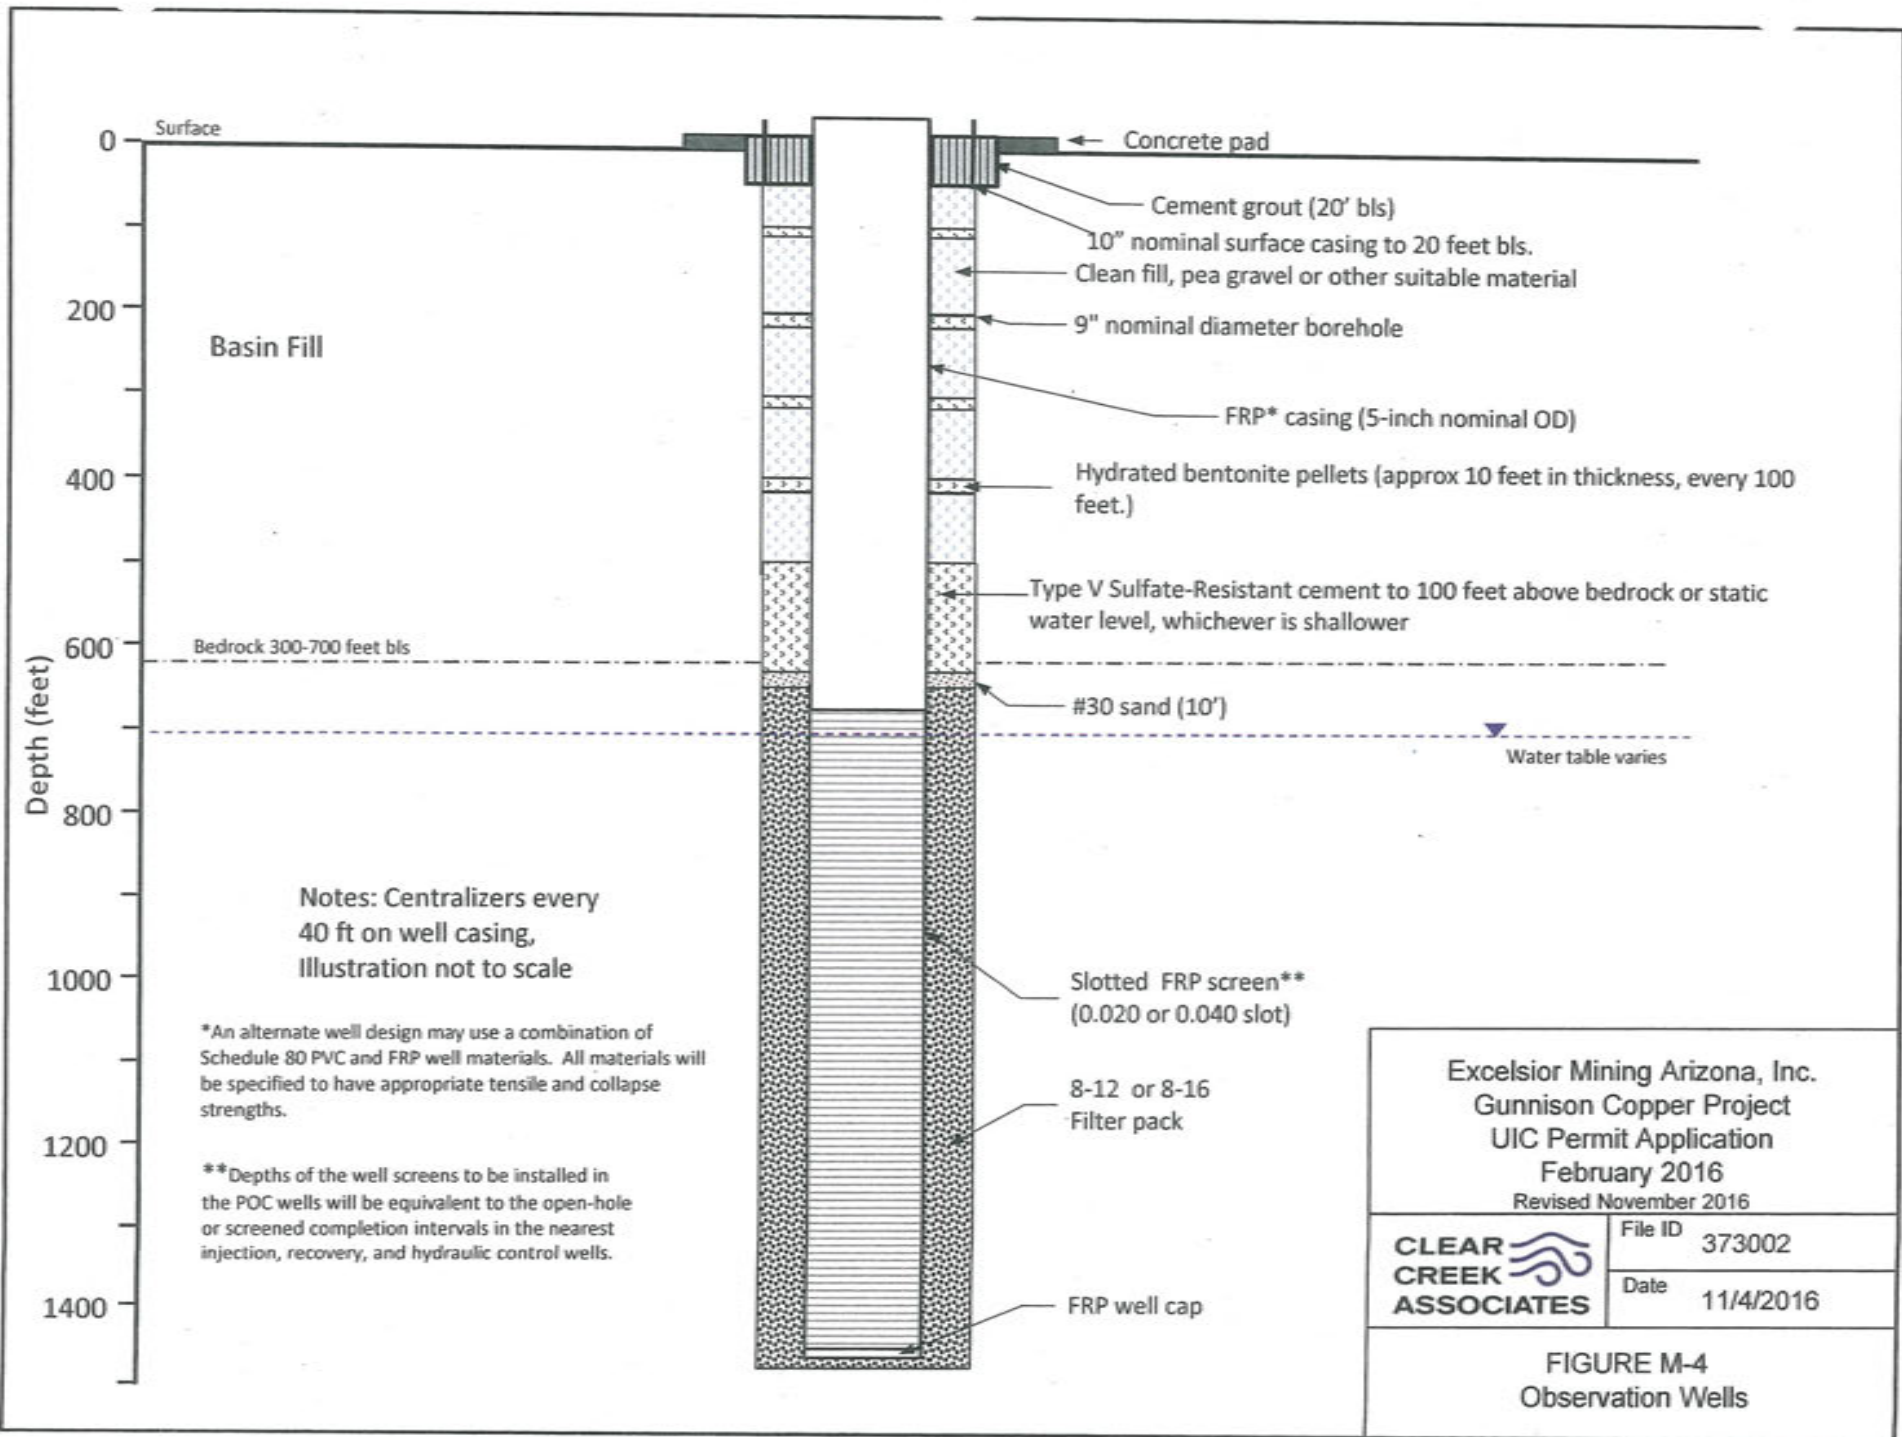 Surface
0
200
400
600
800
1000
1200
1400
Depth (feet)
Basin Fill
Bedrock 300-700 feet bls
Concrete pad
Cement grout (20' bls)
10" nominal surface casing to 20 feet bls.
Clean fill, pea gravel or other suitable material
9" nominal diameter borehole
FRP* casing (5-inch nominal OD)
Hydrated bentonite pellets (approx 10 feet in thickness, every 100
feet.)
Type V Sulfate-Resistant cement to 100 feet above bedrock or static
water level, whichever is shallower
#30 sand (10')
Water table varies
Notes: Centralizers every
40 ft on well casing,
Illustration not to scale
*An alternate well design may use a combination of
Schedule 80 PVC and FRP well materials. All materials will
be specified to have appropriate tensile and collapse
strengths.
**Depths of the well screens to be installed in
the POC wells will be equivalent to the open-hole
or screened completion intervals in the nearest
injection, recovery, and hydraulic control wells.
Slotted FRP screen**
(0.020 or 0.040 slot)
8-12 or 8-16
Filter pack
FRP well cap
Excelsior Mining Arizona, Inc.
Gunnison Copper Project
UIC Permit Application
February 2016
Revised November 2016
CLEAR
CREEK
ASSOCIATES
File ID 373002
Date 11/4/2016
FIGURE M-4
Observation Wells